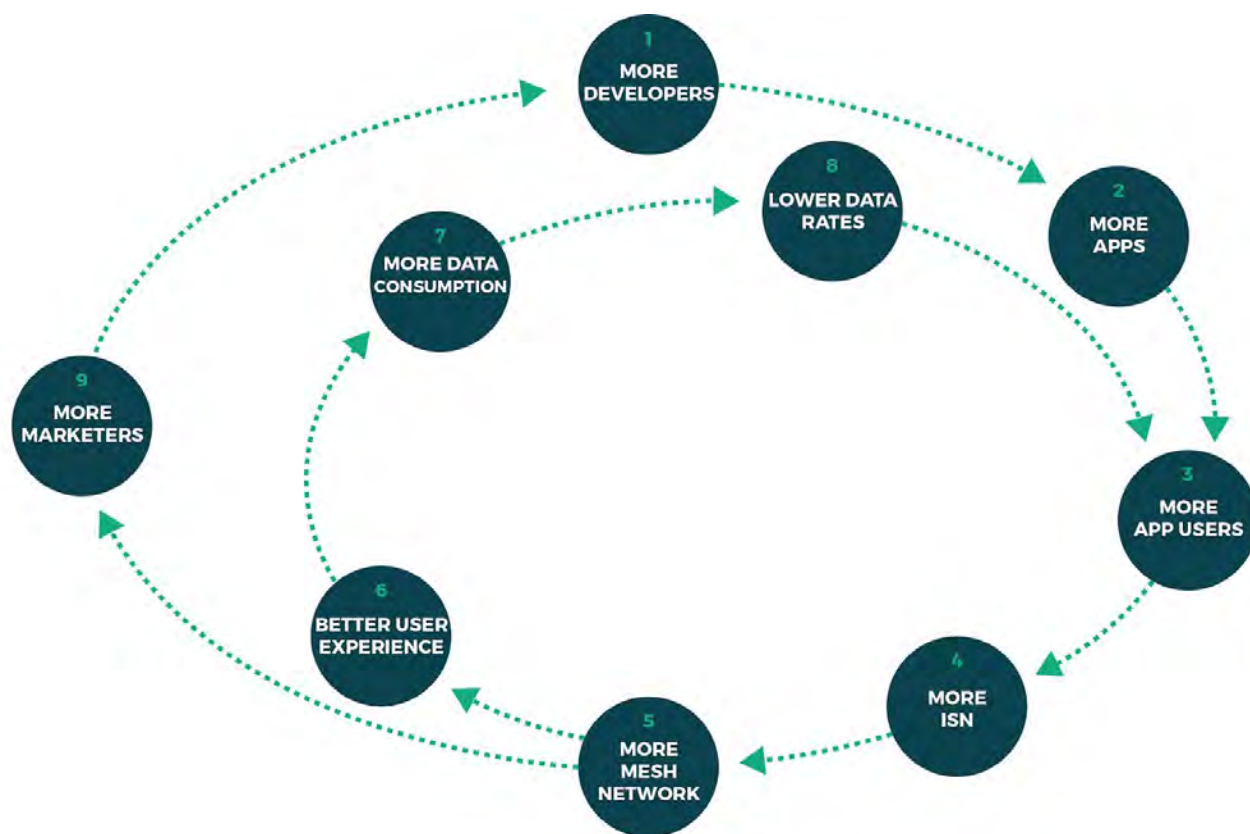 1
MORE
DEVELOPERS
2
MORE
APPS
3
MORE
APP USERS
4
MORE
ISN
5
MORE
MESH
NETWORK
6
BETTER USER
EXPERIENCE
7
MORE DATA
CONSUMPTION
8
LOWER DATA
RATES
9
MORE
MARKETERS